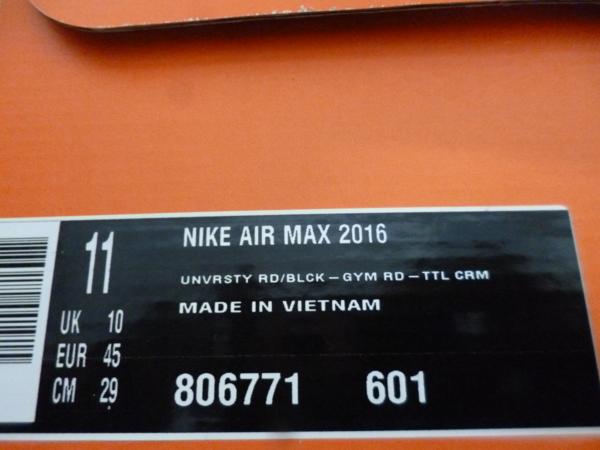 11
UK 10
EUR 45
CM 29
NIKE AIR MAX 2016
UNVRSTY RD/BLCK – GYM RD – TTL CRM
MADE IN VIETNAM
806771 601